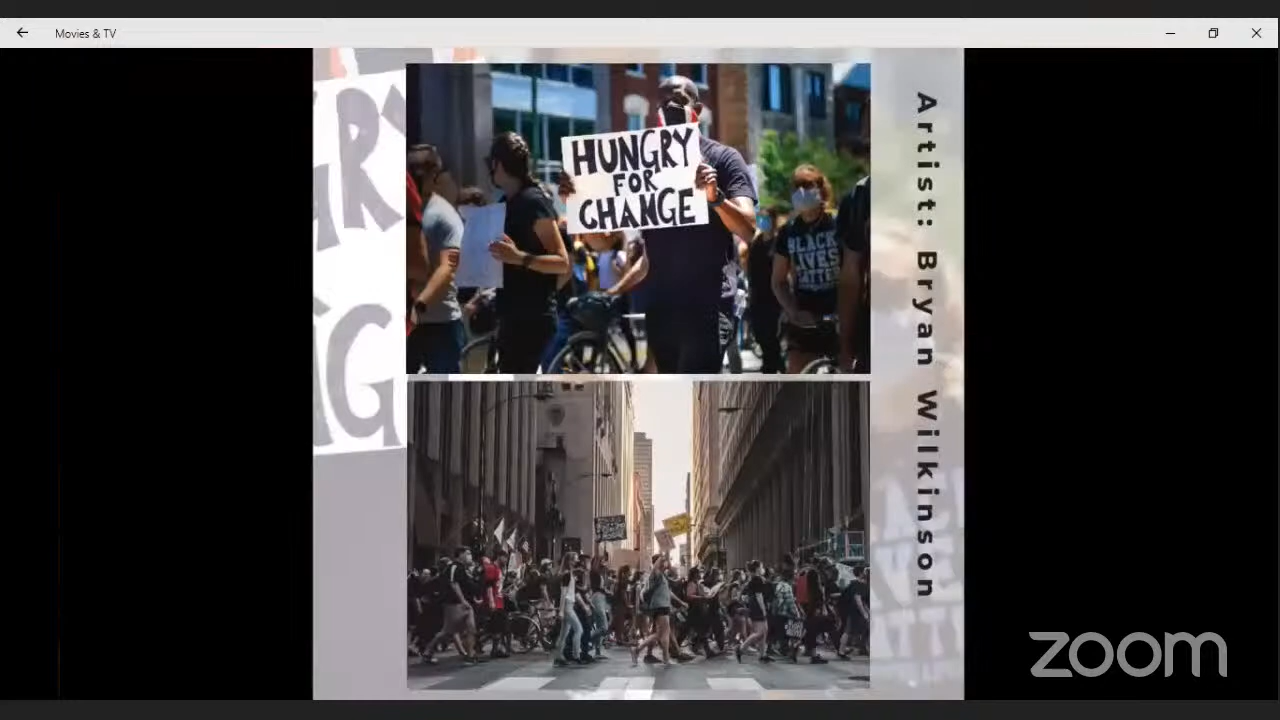 Movies & TV
HUNGRY
FOR
CHANGE
BLACK
LIVES
MATTER
Artist: Bryan Wilkinson
zoom